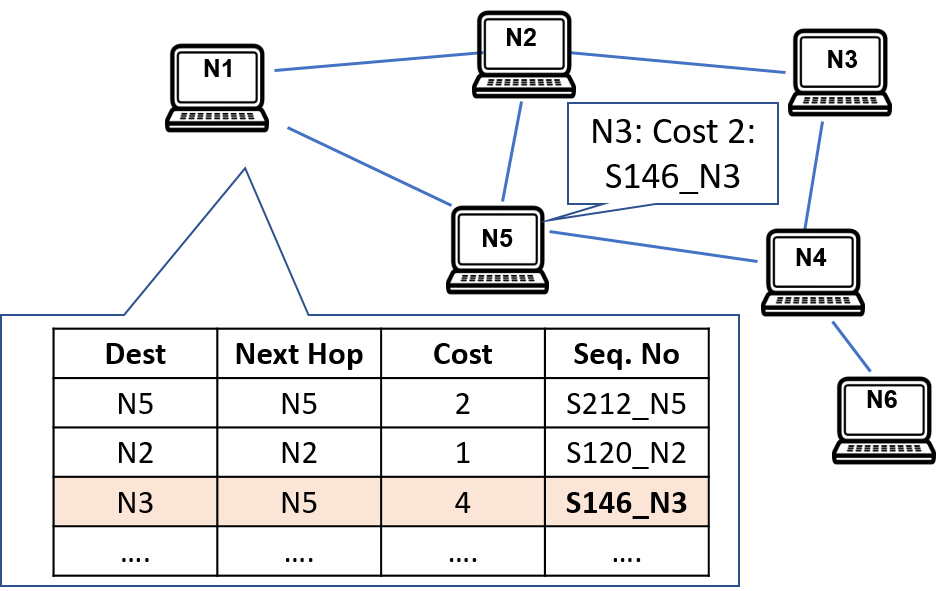 N1
N2
N3
N3: Cost 2:
S146_N3
N5
N4
N6
Dest Next Hop Cost Seq. No
N5 N5 2 S212_N5
N2 N2 1 S120_N2
N3 N5 4 S146_N3
.... .... .... ....